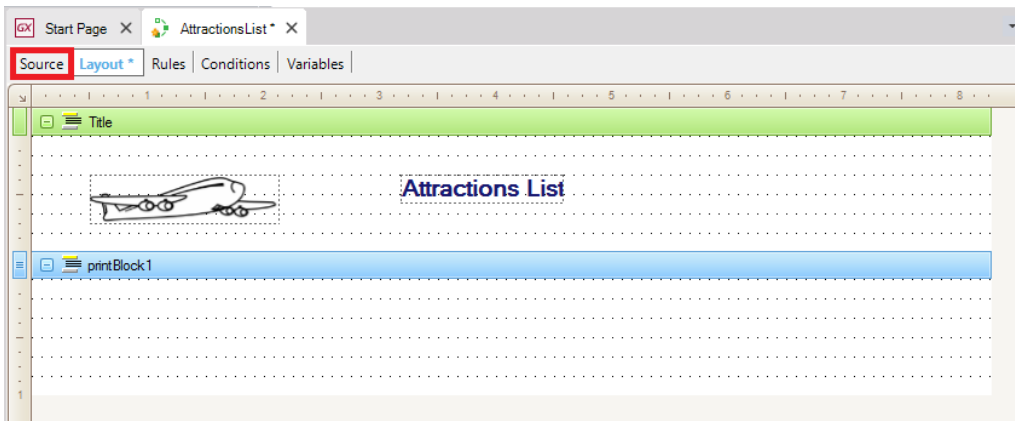 GX Start Page X AttractionsList * X
Source Layout * Rules Conditions Variables
1 2 3 4 5 6 7 8
Title
Attractions List
printBlock1
1